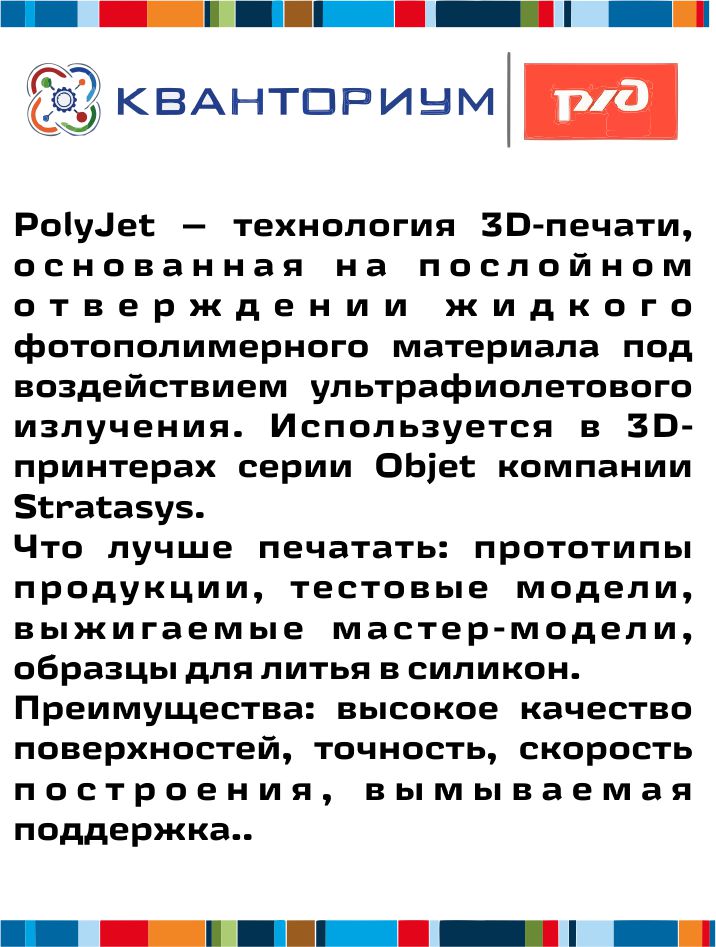 КВАНТОРИУМ
ржд
PolyJet – технология 3D-печати,
основанная на послойном
отверждении жидкого
фотополимерного материала под
воздействием ультрафиолетового
излучения. Используется в 3D-
принтерах серии Objet компании
Stratasys.
Что лучше печатать: прототипы
продукции, тестовые модели,
выжигаемые мастер-модели,
образцы для литья в силикон.
Преимущества: высокое качество
поверхностей, точность, скорость
построения, вымываемая
поддержка..